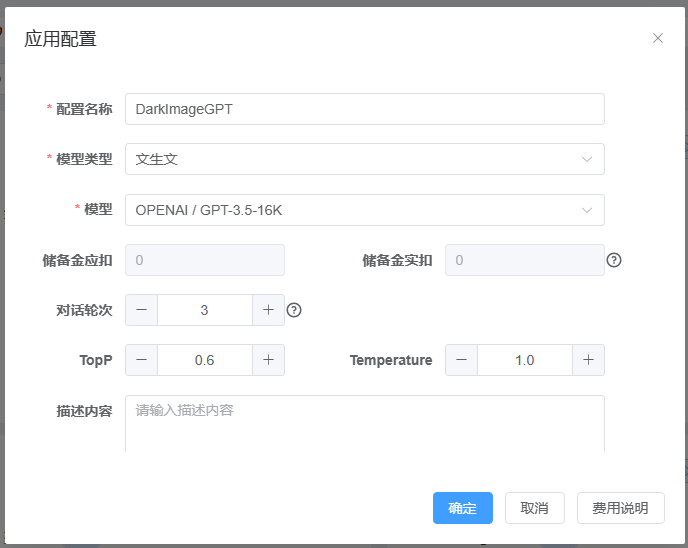 应用配置
* 配置名称 DarkImageGPT
* 模型类型 文生文
* 模型 OPENAI / GPT-3.5-16K
储备金应扣 0 储备金实扣 0 ?
对话轮次 − 3 + ?
TopP − 0.6 + Temperature − 1.0 +
描述内容 请输入描述内容
确定 取消 费用说明